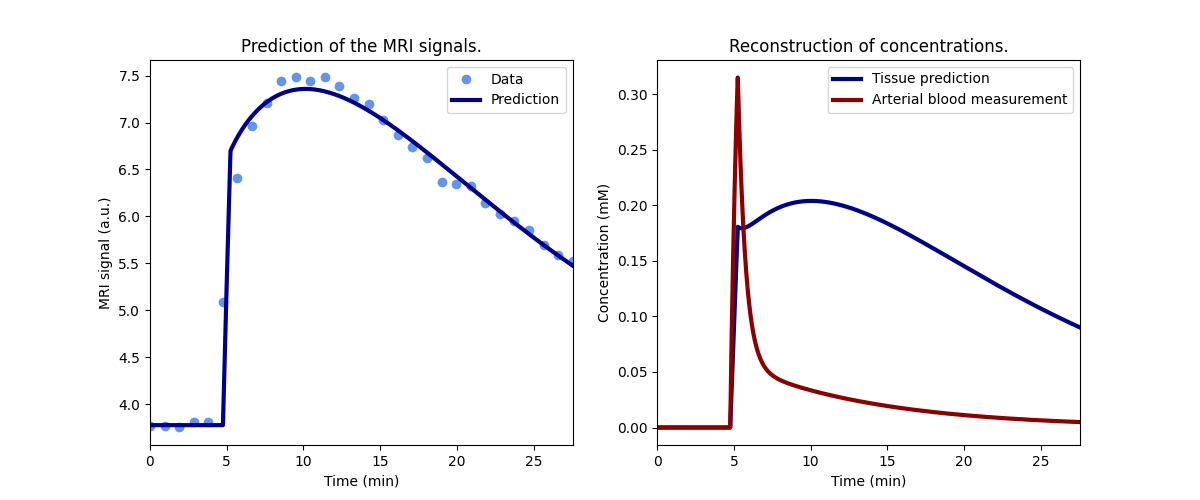 Prediction of the MRI signals.
MRI signal (a.u.)
7.5
7.0
6.5
6.0
5.5
5.0
4.5
4.0
Data
Prediction
0 5 10 15 20 25
Time (min)
Reconstruction of concentrations.
Concentration (mM)
0.30
0.25
0.20
0.15
0.10
0.05
0.00
Tissue prediction
Arterial blood measurement
0 5 10 15 20 25
Time (min)